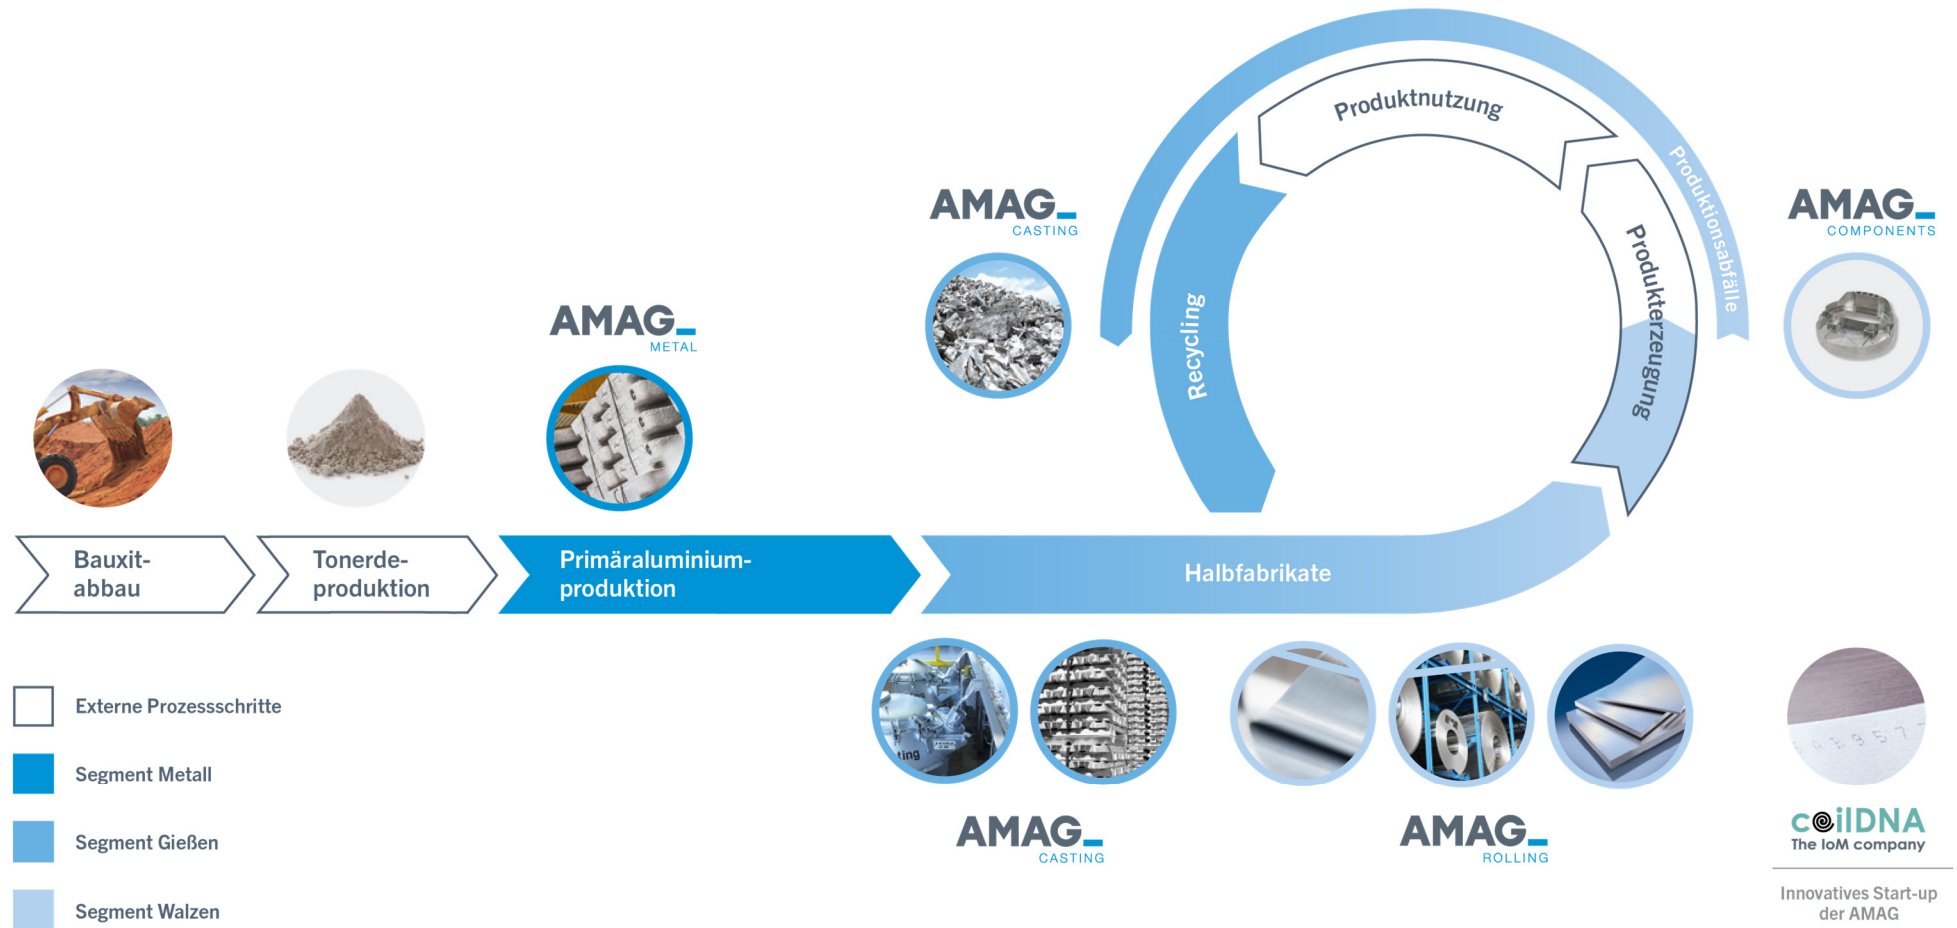 Produktnutzung
Produktionsabfälle
Produkterzeugung
Recycling
AMAG
CASTING
AMAG
COMPONENTS
AMAG
METAL
Bauxit-
abbau
Tonerde-
produktion
Primäraluminium-
produktion
Halbfabrikate
Externe Prozessschritte
Segment Metall
Segment Gießen
Segment Walzen
ting
AMAG
CASTING
AMAG
ROLLING
coilDNA
The IoM company
Innovatives Start-up
der AMAG